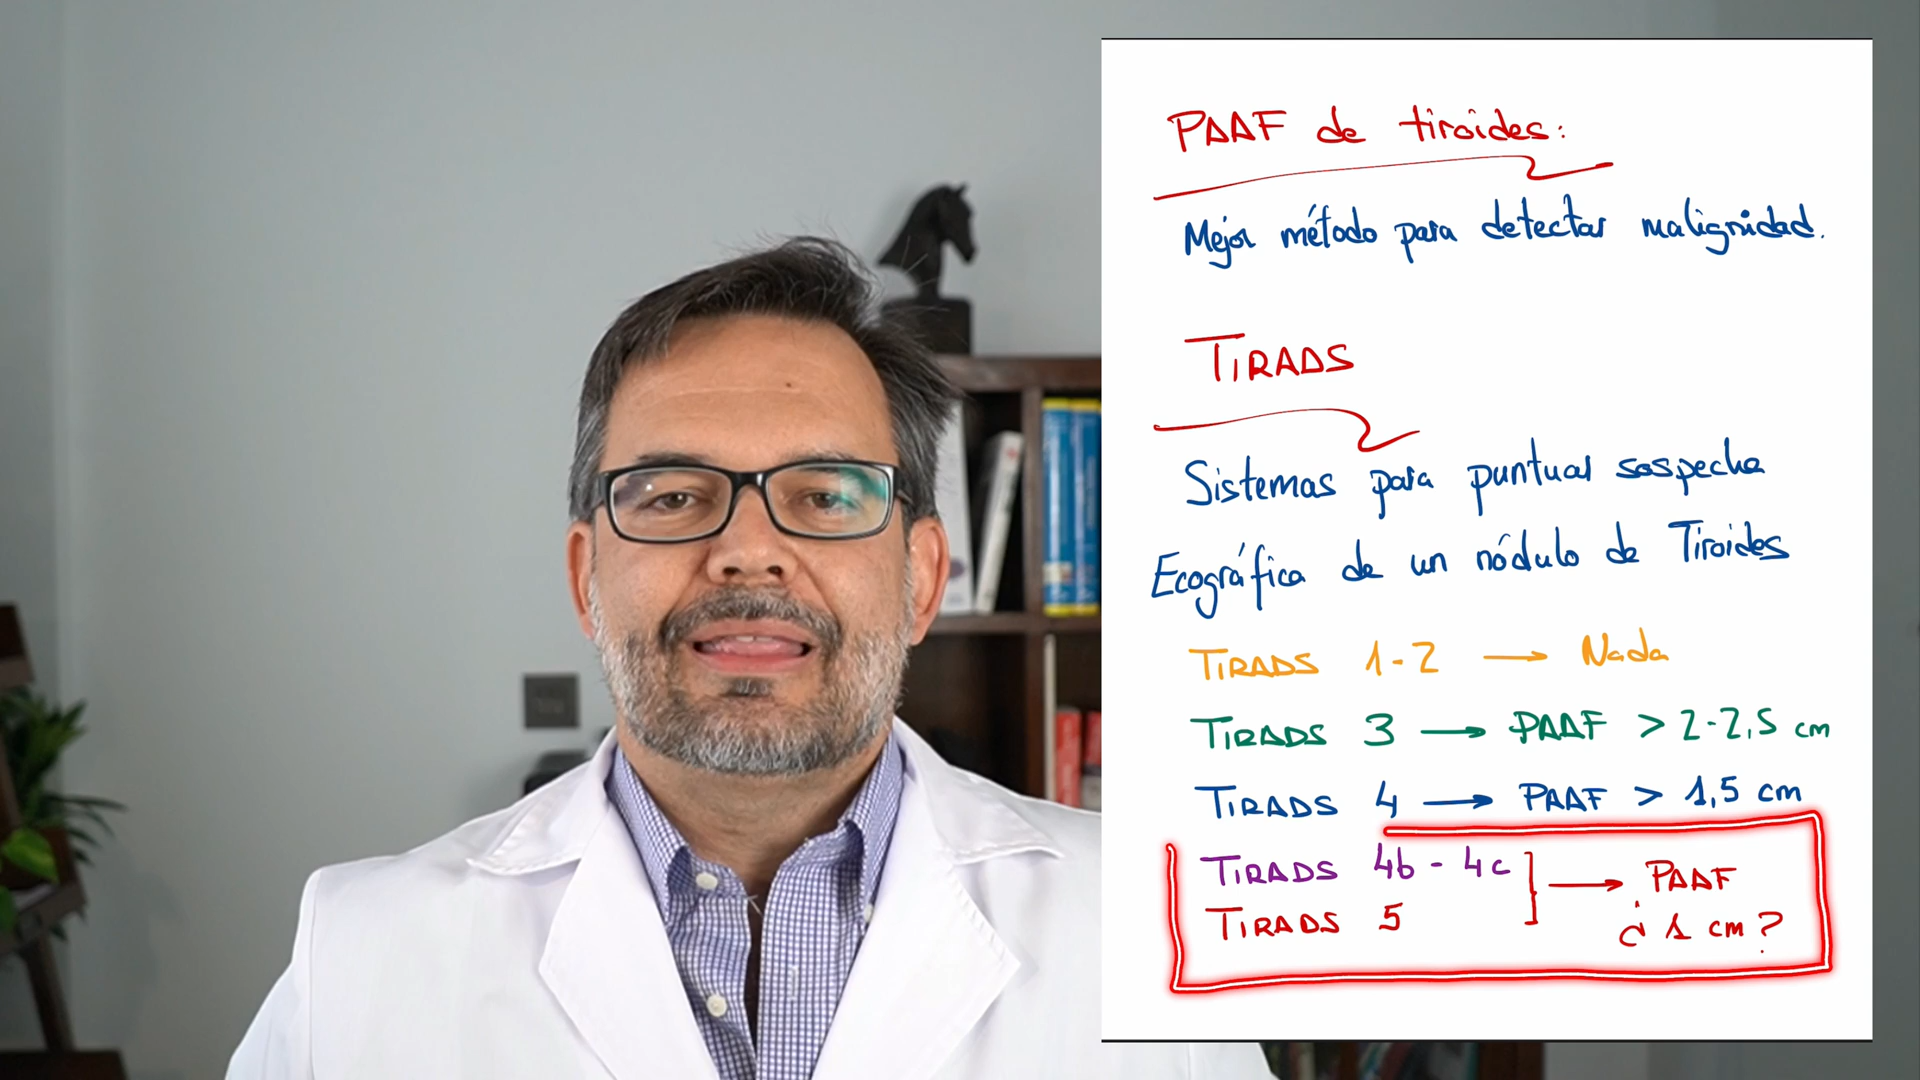 PAAF de tiroides:
Mejor método para detectar malignidad.
TIRADS
Sistemas para puntuar sospecha
Ecográfica de un nódulo de Tiroides
TIRADS 1-2 → Nada
TIRADS 3 → PAAF > 2-2,5 cm
TIRADS 4 → PAAF > 1,5 cm
TIRADS 4b - 4c → PAAF
TIRADS 5 ¿ 1 cm ?